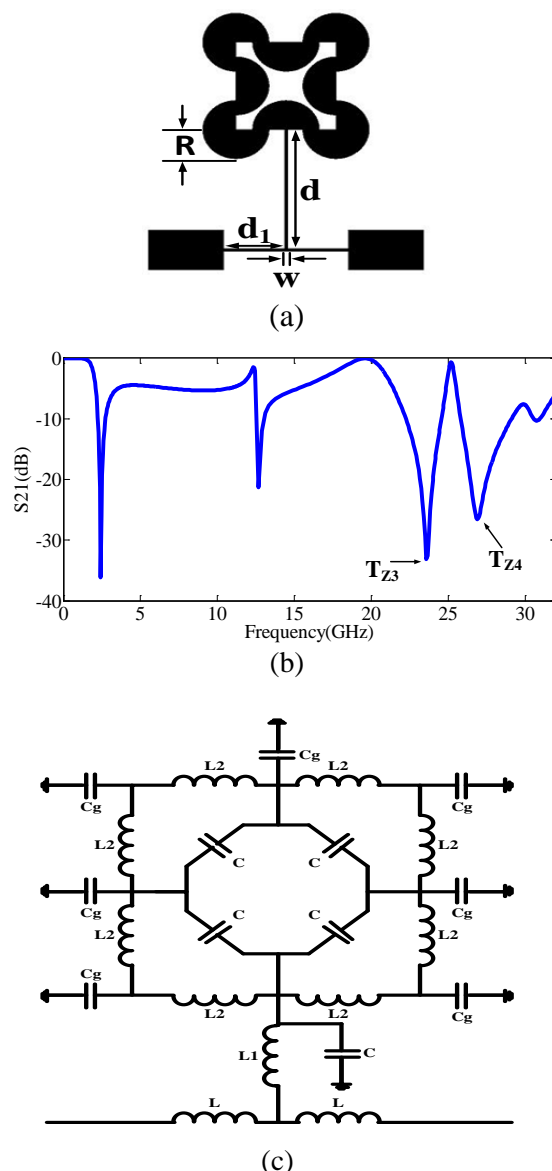 R
d
d1
w
(a)
0
-10
-20
-30
-40
S21(dB)
TZ3
TZ4
0 5 10 15 20 25 30
Frequency(GHz)
(b)
Cg
L2 L2
Cg Cg
L2 C C L2
Cg Cg
L2 C C L2
Cg Cg
L2 L2
L1 C
L L
(c)